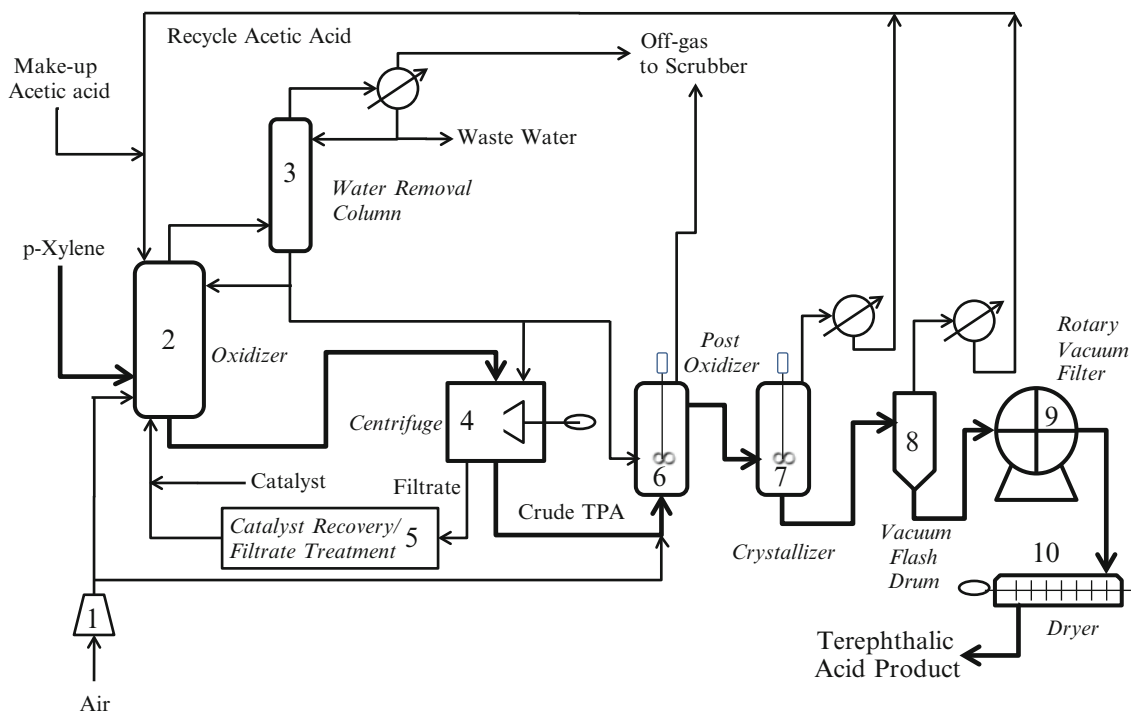 Recycle Acetic Acid
Make-up
Acetic acid
Off-gas
to Scrubber
Waste Water
3
Water Removal
Column
p-Xylene
2
Oxidizer
Post
Oxidizer
Rotary
Vacuum
Filter
Centrifuge
4
6
7
8
9
Filtrate
Catalyst
Crude TPA
Catalyst Recovery/
Filtrate Treatment
5
Crystallizer
Vacuum
Flash
Drum
10
Dryer
1
Air
Terephthalic
Acid Product